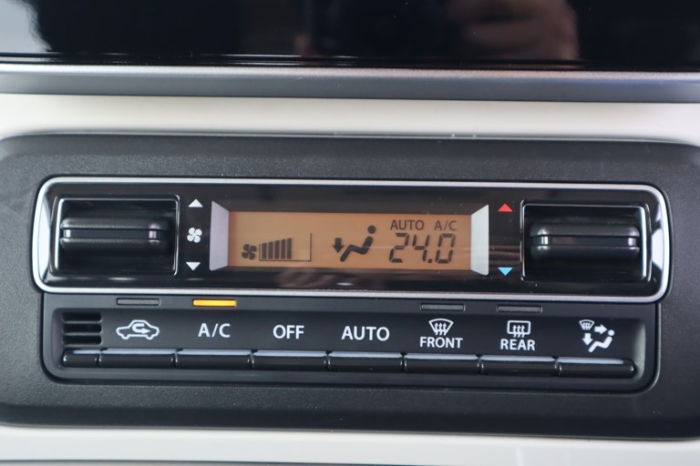 AUTO A/C
24.0
A/C OFF AUTO FRONT REAR